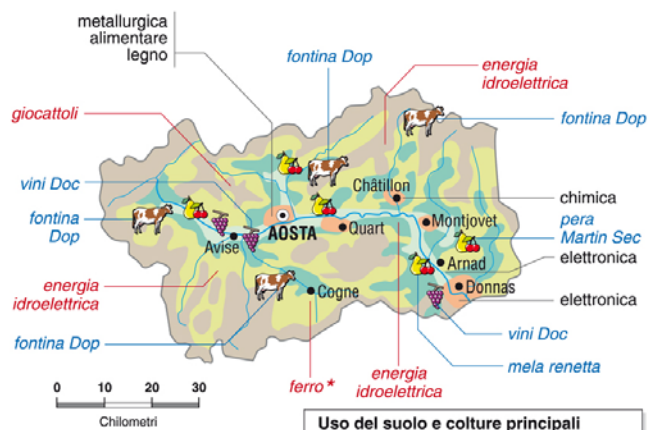 metallurgica
alimentare
legno
fontina Dop
energia
idroelettrica
giocattoli
fontina Dop
vini Doc
Châtillon
chimica
fontina
Dop
AOSTA
Quart
Montjovet
pera
Martin Sec
Avise
Arnad
elettronica
energia
idroelettrica
Cogne
Donnas
elettronica
fontina Dop
vini Doc
ferro*
energia
idroelettrica
mela renetta
0 10 20 30
Chilometri
Uso del suolo e colture principali